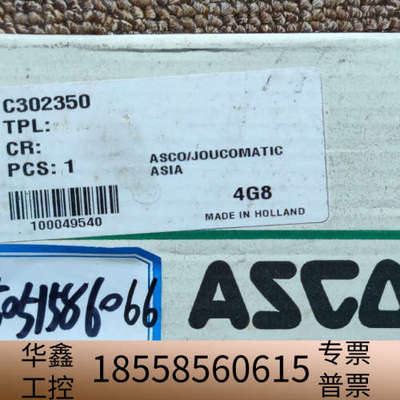 C302350
TPL:
CR:
PCS: 1
ASCO/JOUCOMATIC
ASIA
4G8
MADE IN HOLLAND
100049540
ASCO
华鑫
工控
18558560615
专票
普票